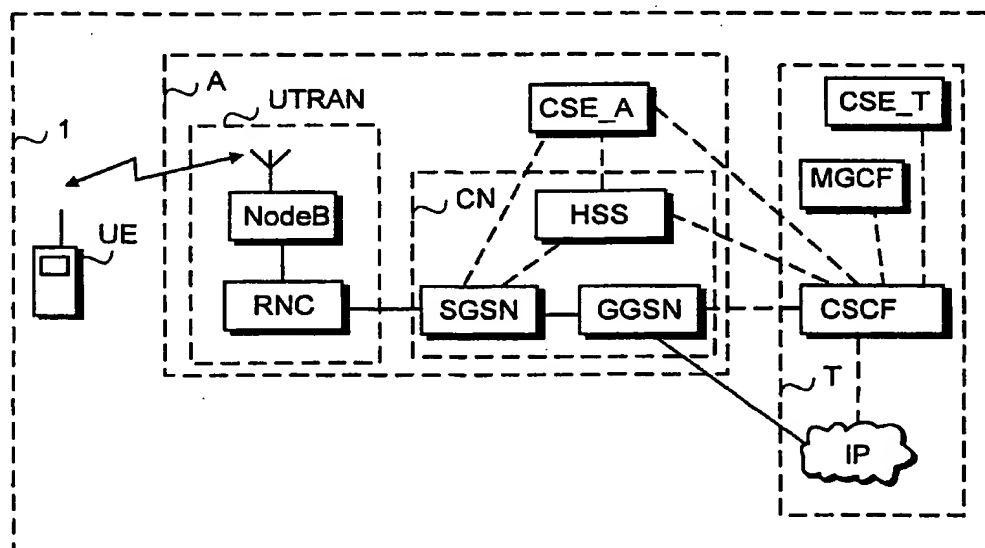 1
A
UTRAN
CSE_A
CSE_T
MGCF
CN
HSS
NodeB
UE
RNC
SGSN
GGSN
CSCF
T
IP